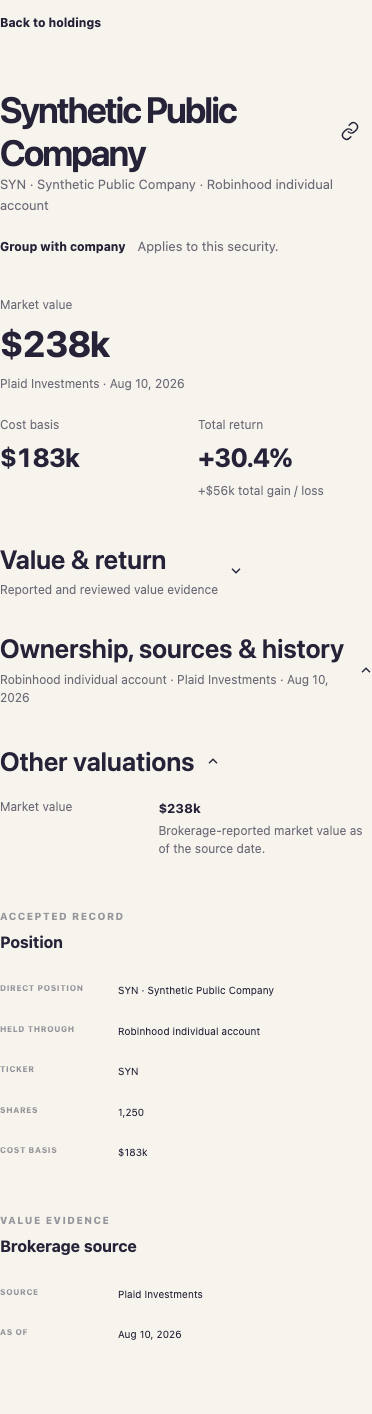 Back to holdings
Synthetic Public
Company
SYN · Synthetic Public Company · Robinhood individual
account
Group with company Applies to this security.
Market value
$238k
Plaid Investments · Aug 10, 2026
Cost basis Total return
$183k +30.4%
+$56k total gain / loss
Value & return
Reported and reviewed value evidence
Ownership, sources & history
Robinhood individual account · Plaid Investments · Aug 10,
2026
Other valuations
Market value $238k
Brokerage-reported market value as
of the source date.
ACCEPTED RECORD
Position
DIRECT POSITION SYN · Synthetic Public Company
HELD THROUGH Robinhood individual account
TICKER SYN
SHARES 1,250
COST BASIS $183k
VALUE EVIDENCE
Brokerage source
SOURCE Plaid Investments
AS OF Aug 10, 2026